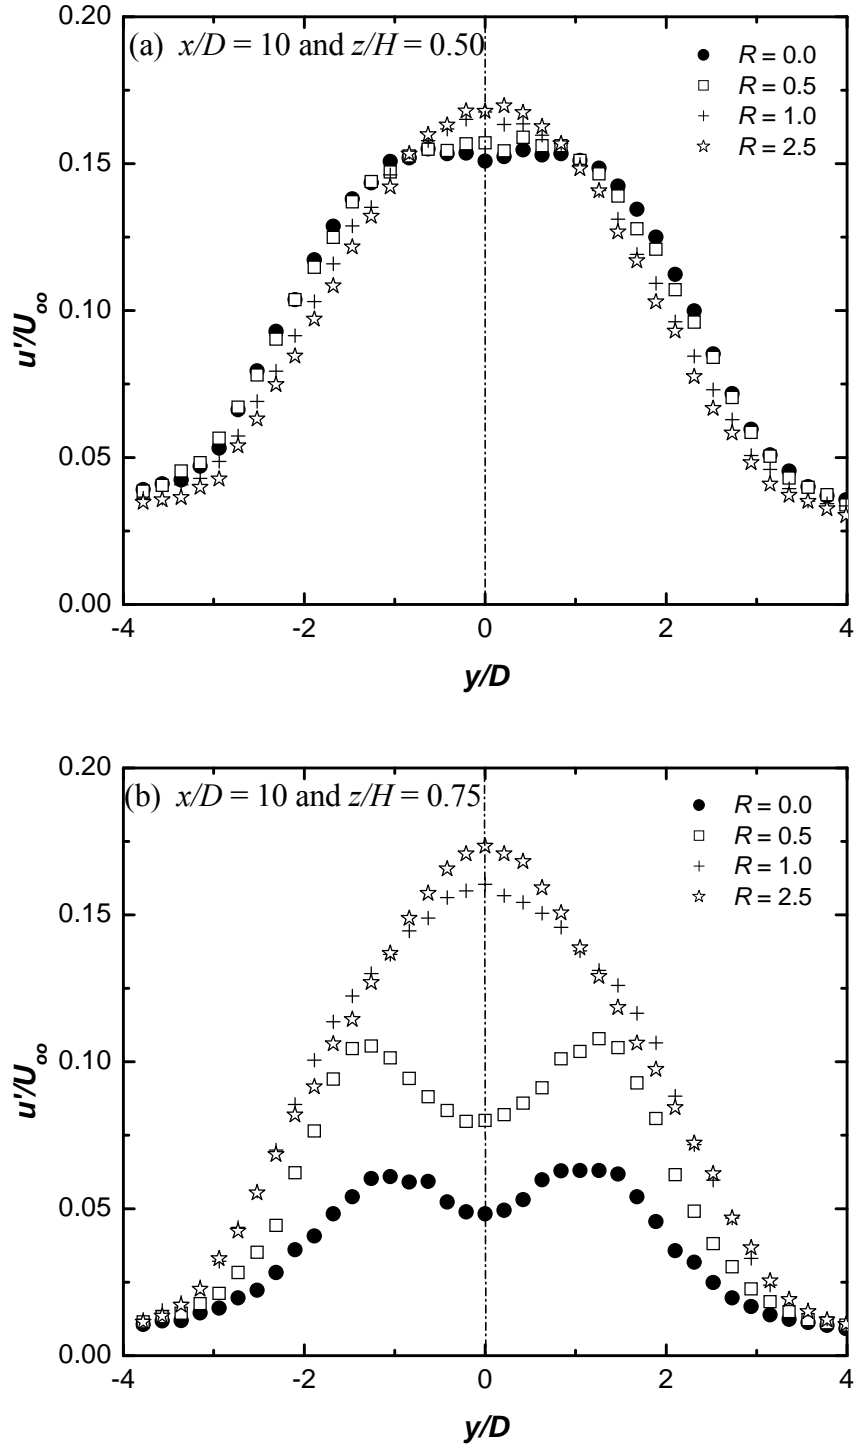 0.20
(a) x/D = 10 and z/H = 0.50
R = 0.0
R = 0.5
R = 1.0
R = 2.5
0.15
0.10
0.05
0.00
u'/U∞
-4 -2 0 2 4
y/D
0.20
(b) x/D = 10 and z/H = 0.75
R = 0.0
R = 0.5
R = 1.0
R = 2.5
0.15
0.10
0.05
0.00
u'/U∞
-4 -2 0 2 4
y/D